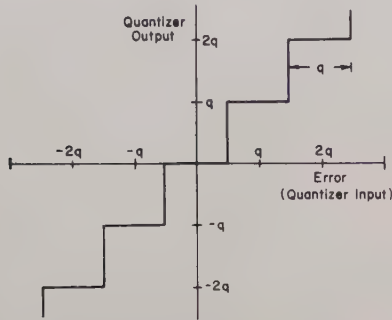 Quantizer
Output
2q
q
q
-2q
-q
q
2q
Error
(Quantizer Input)
-q
-2q